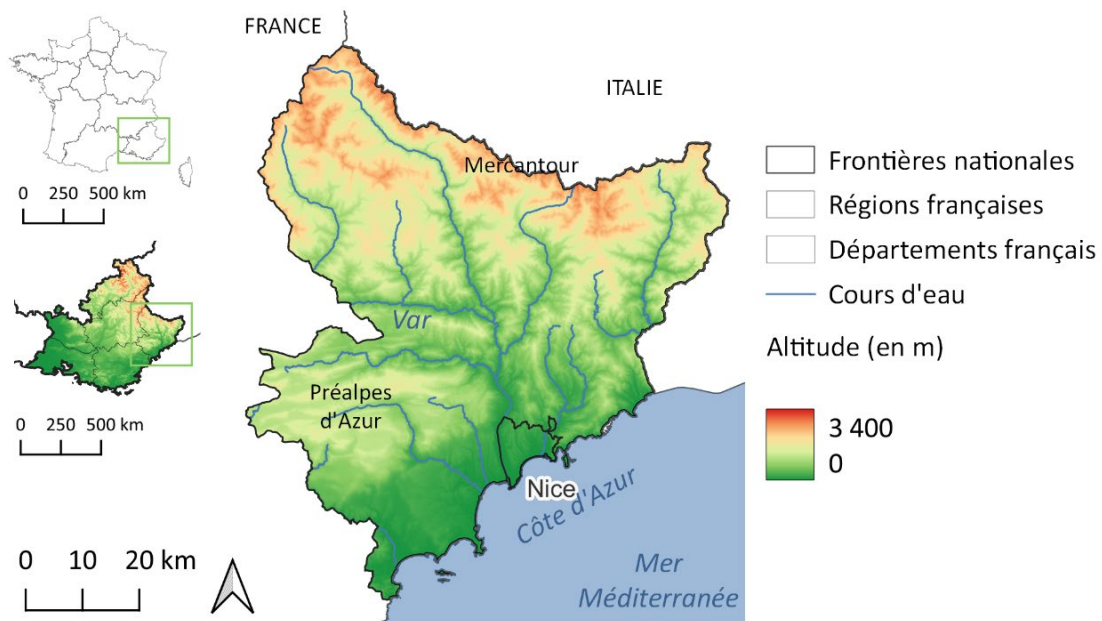 FRANCE
ITALIE
0 250 500 km
Mercantour
Var
Préalpes
d'Azur
0 250 500 km
Nice
Côte d'Azur
Mer
Méditerranée
0 10 20 km
Frontières nationales
Régions françaises
Départements français
Cours d'eau
Altitude (en m)
3 400
0